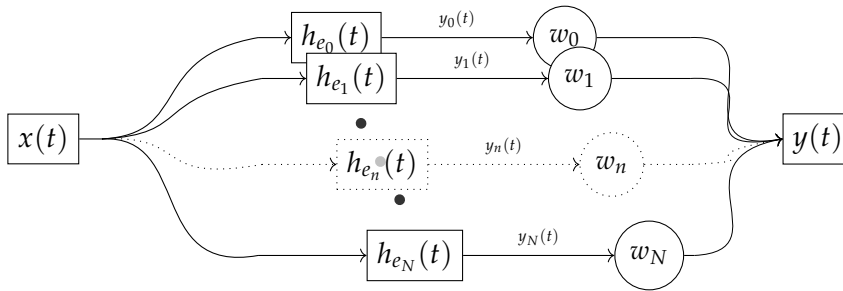 h_{e_0}(t) y_0(t) w_0
h_{e_1}(t) y_1(t) w_1
x(t) y(t)
h_{e_n}(t) y_n(t) w_n
h_{e_N}(t) y_N(t) w_N